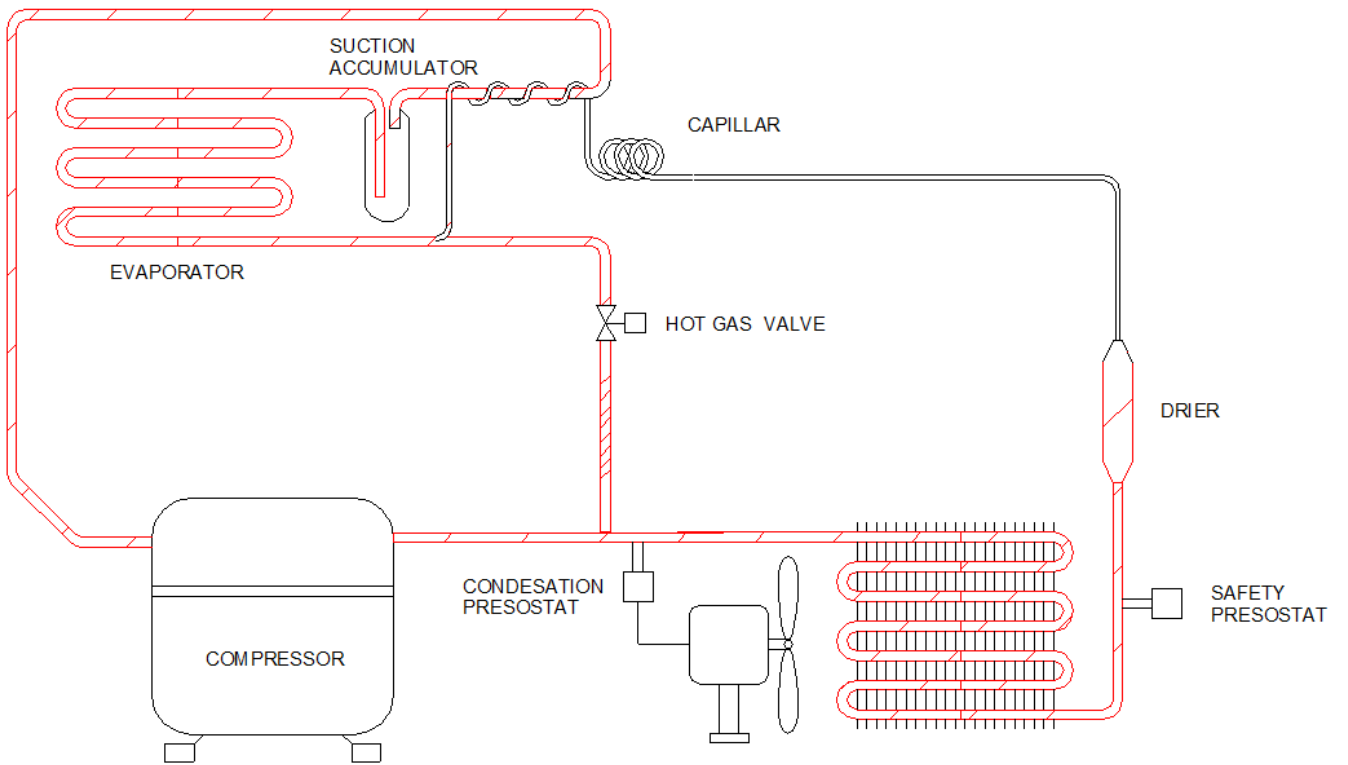 SUCTION
ACCUMULATOR
CAPILLAR
EVAPORATOR
HOT GAS VALVE
DRIER
CONDESATION
PRESOSTAT
SAFETY
PRESOSTAT
COMPRESSOR